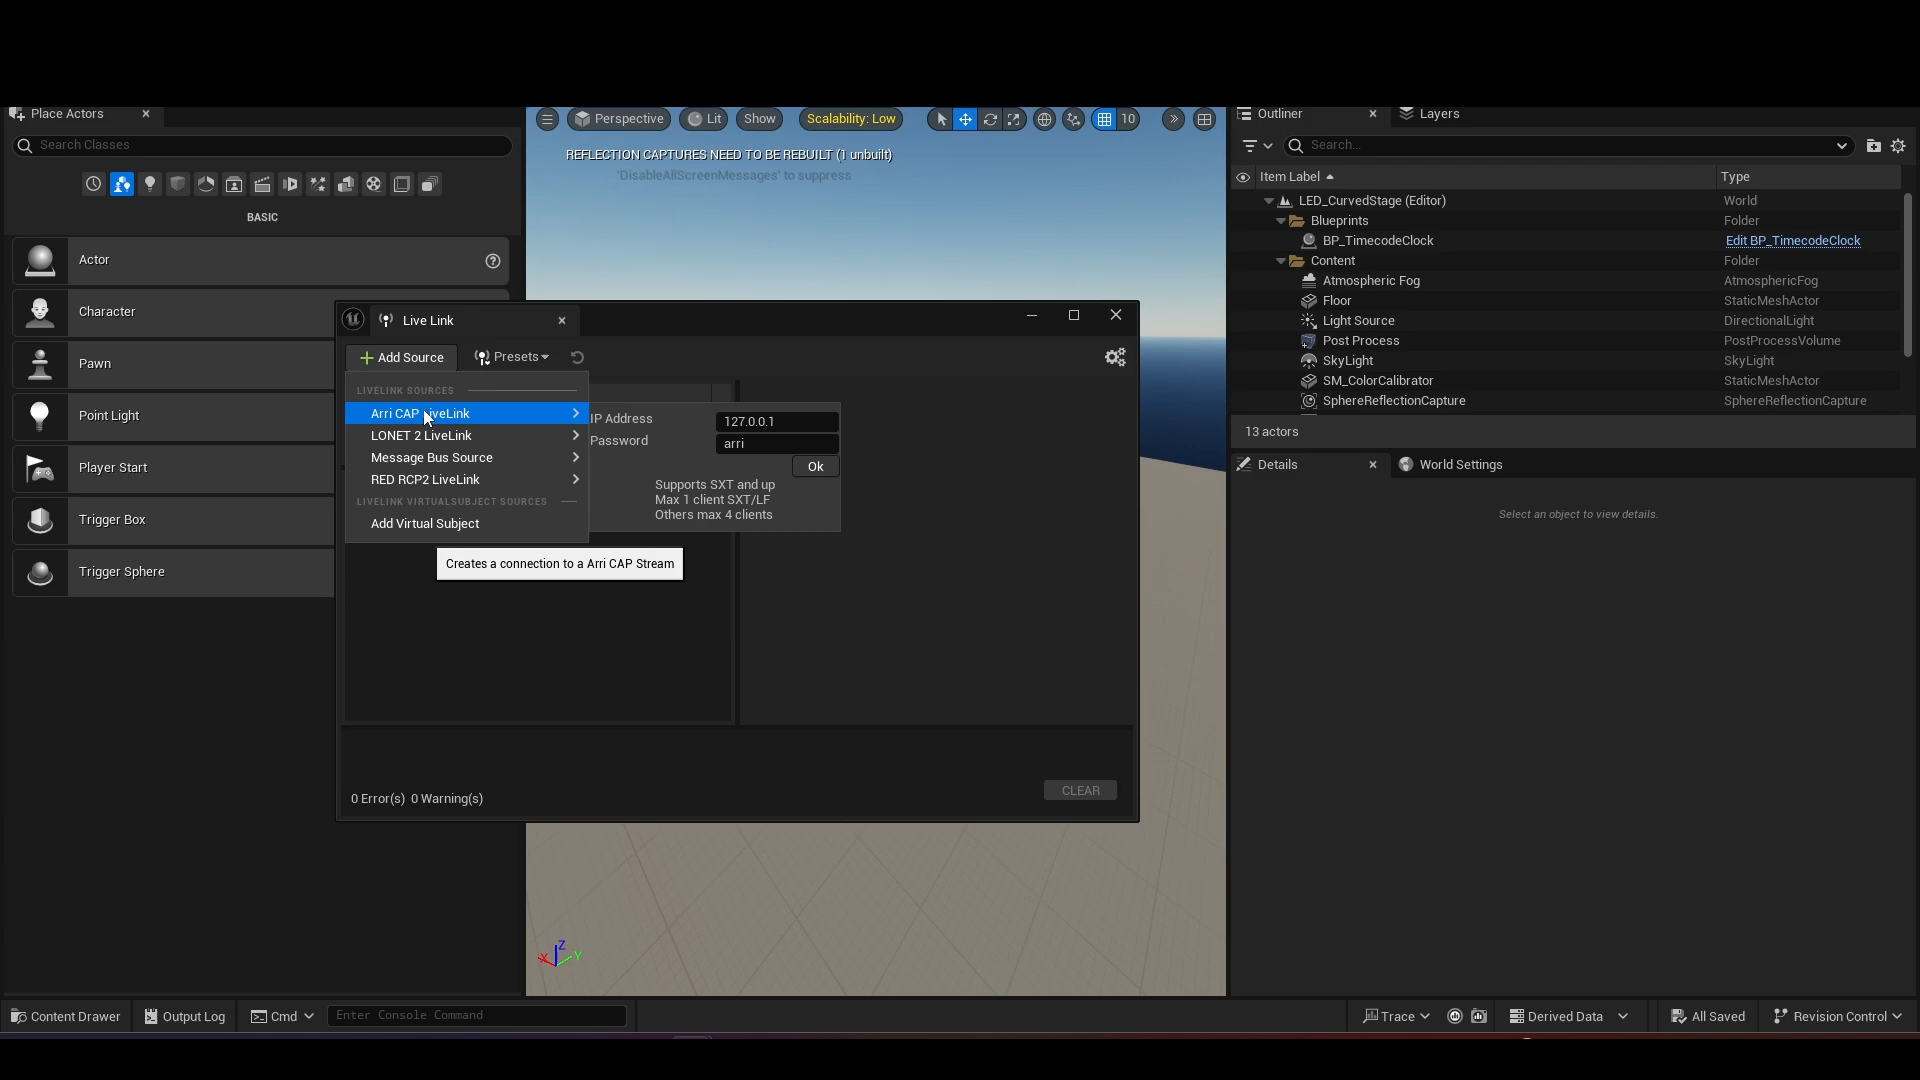 Place Actors
Search Classes
BASIC
Actor
Character
Pawn
Point Light
Player Start
Trigger Box
Trigger Sphere
Perspective
Lit
Show
Scalability: Low
10
REFLECTION CAPTURES NEED TO BE REBUILT (1 unbuilt)
'DisableAllScreenMessages' to suppress
Live Link
Add Source
Presets
LIVELINK SOURCES
Arri CAP LiveLink
LONET 2 LiveLink
Message Bus Source
RED RCP2 LiveLink
LIVELINK VIRTUALSUBJECT SOURCES
Add Virtual Subject
IP Address 127.0.0.1
Password arri
Ok
Supports SXT and up
Max 1 client SXT/LF
Others max 4 clients
Creates a connection to a Arri CAP Stream
0 Error(s) 0 Warning(s)
CLEAR
X Z Y
Outliner
Layers
Search...
Item Label Type
LED_CurvedStage (Editor) World
Blueprints Folder
BP_TimecodeClock Edit BP_TimecodeClock
Content Folder
Atmospheric Fog AtmosphericFog
Floor StaticMeshActor
Light Source DirectionalLight
Post Process PostProcessVolume
SkyLight SkyLight
SM_ColorCalibrator StaticMeshActor
SphereReflectionCapture SphereReflectionCapture
13 actors
Details
World Settings
Select an object to view details.
Content Drawer
Output Log
Cmd
Enter Console Command
Trace
Derived Data
All Saved
Revision Control